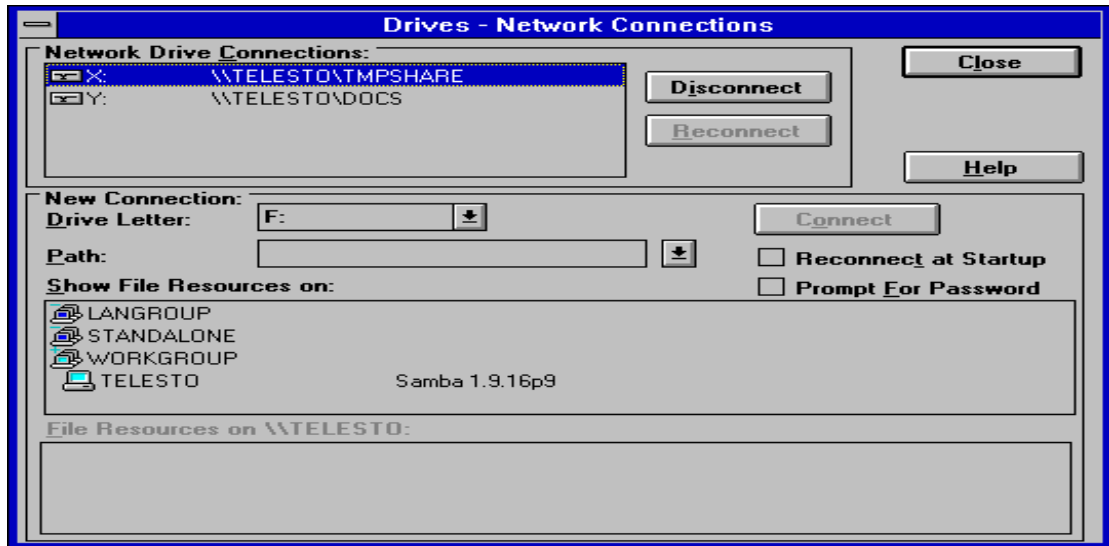 Drives - Network Connections
Network Drive Connections:
X: \\TELESTO\TMPSHARE
Y: \\TELESTO\DOCS
Disconnect
Reconnect
Close
Help
New Connection:
Drive Letter: F:
Connect
Path:
Reconnect at Startup
Prompt For Password
Show File Resources on:
LANGROUP
STANDALONE
WORKGROUP
TELESTO Samba 1.9.16p9
File Resources on \\TELESTO: